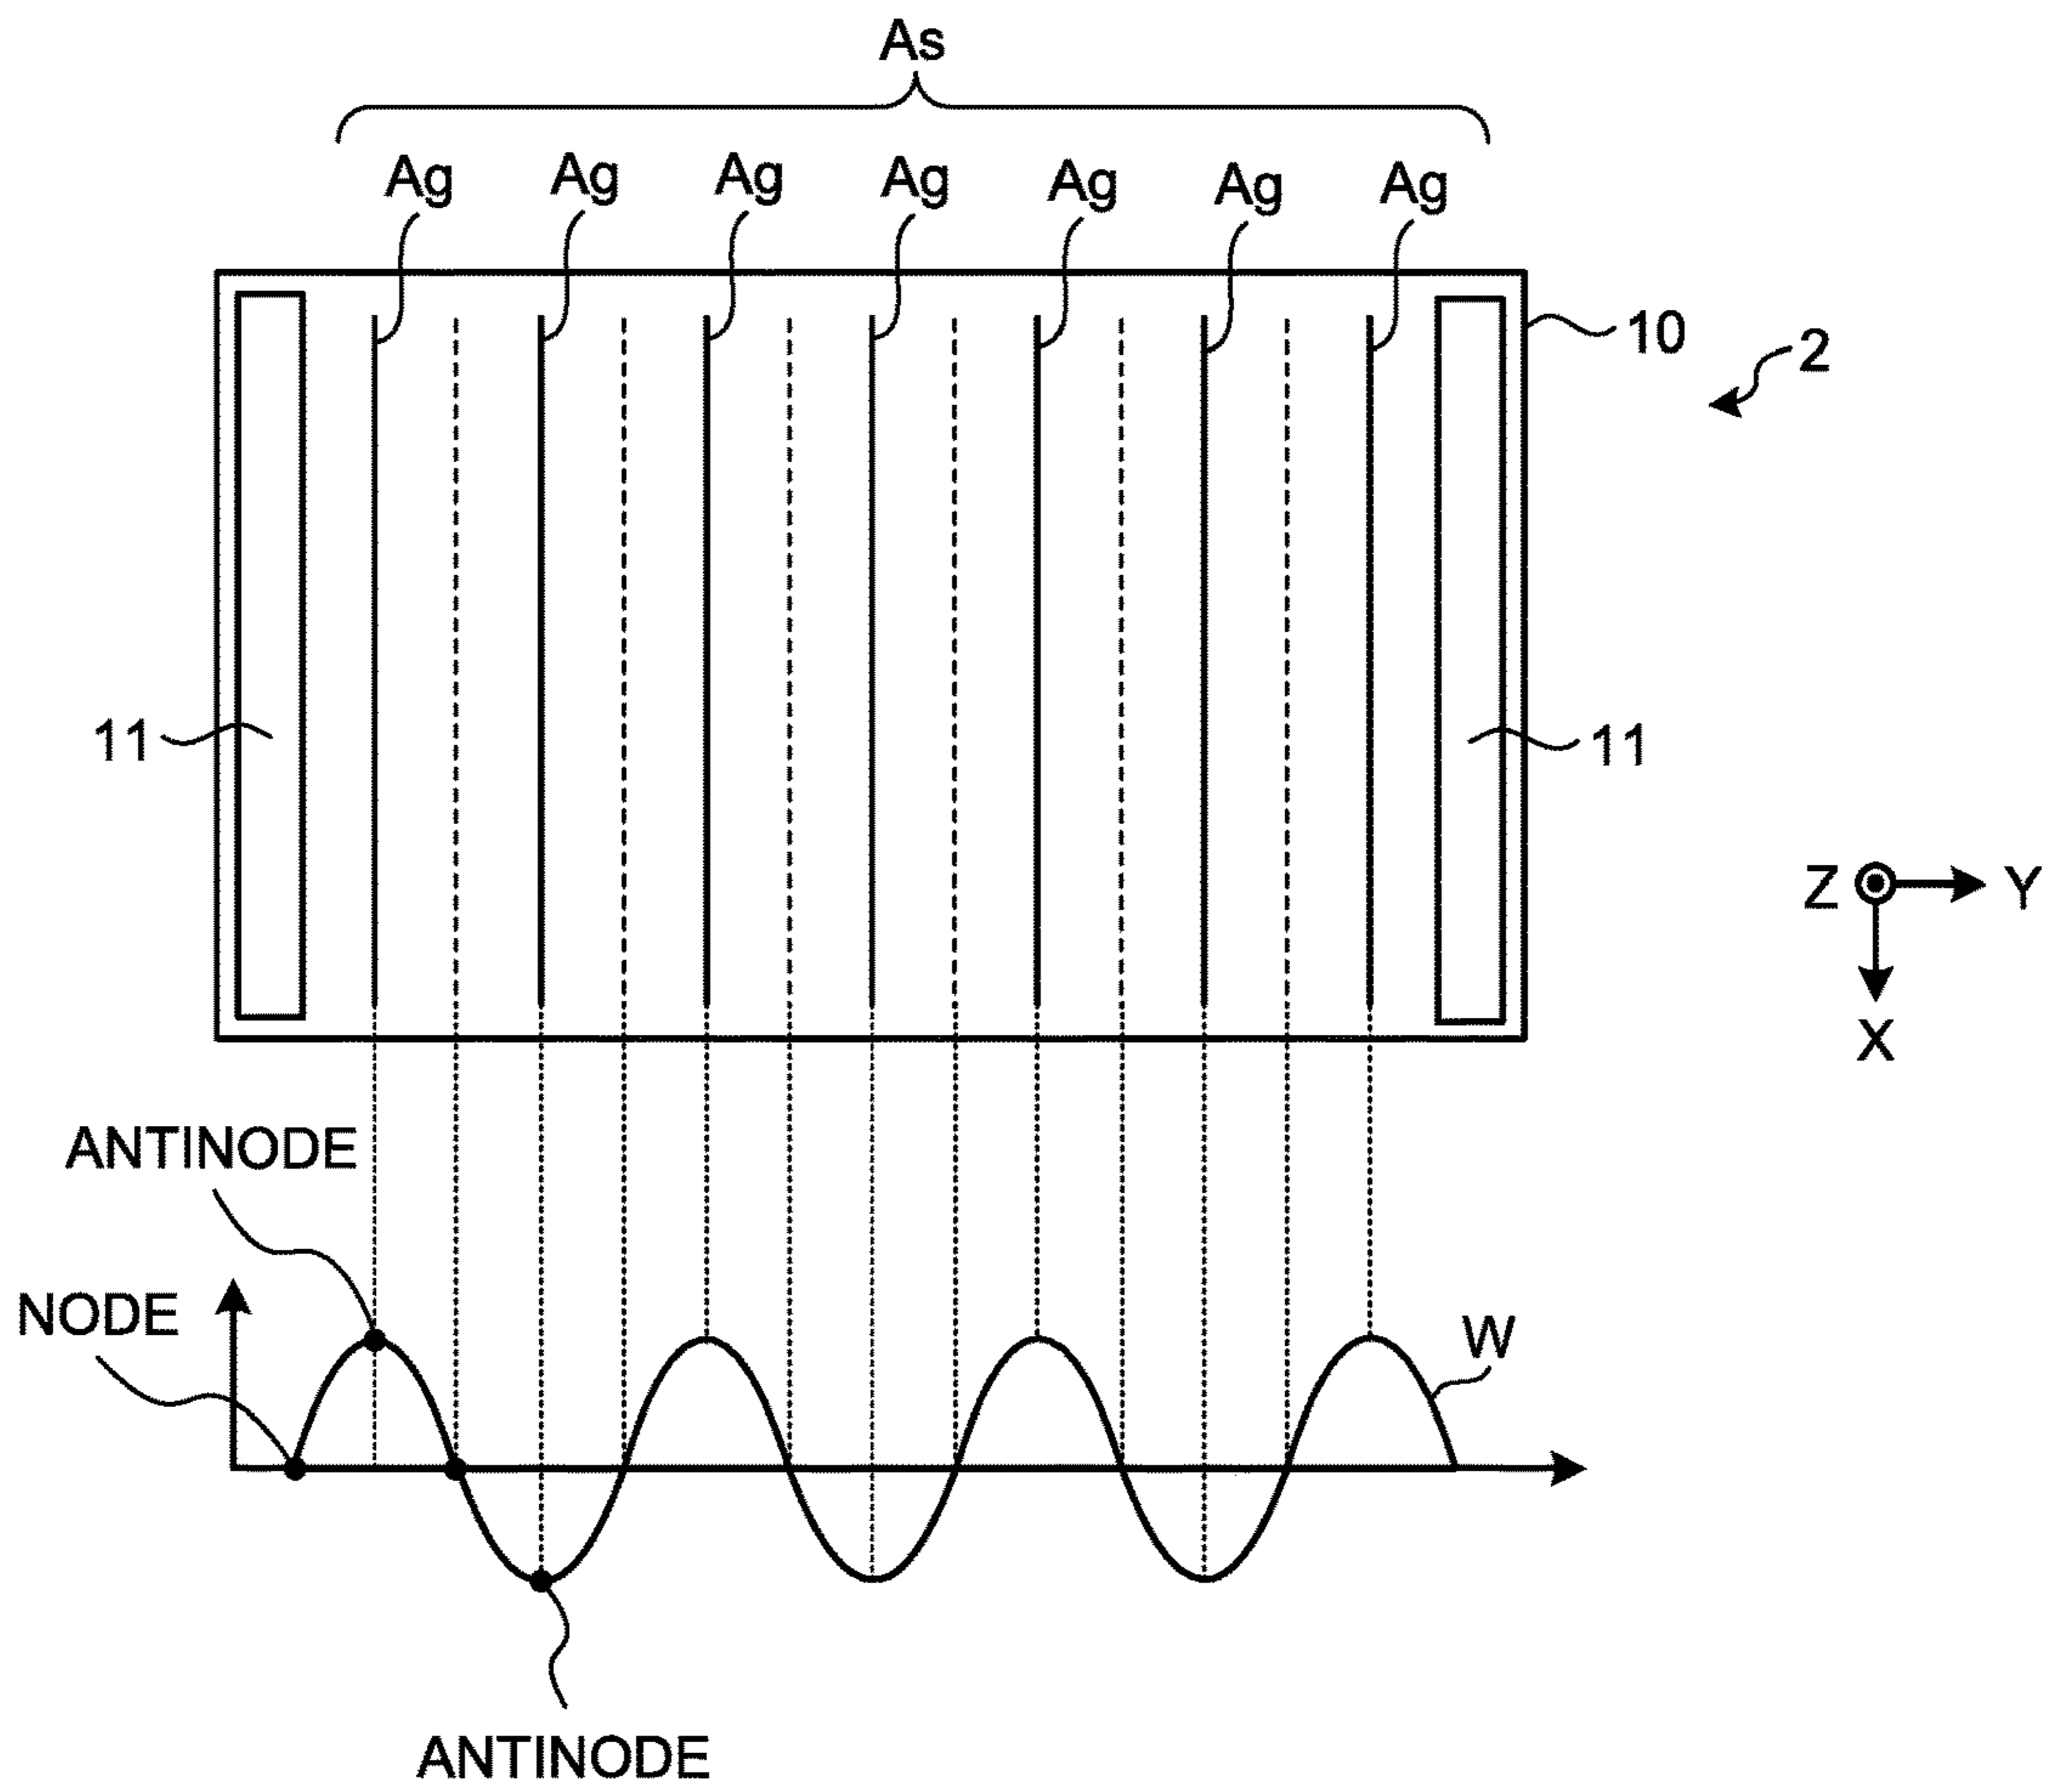 As
Ag Ag Ag Ag Ag Ag Ag
10
2
11 11
Z Y
X
ANTINODE
NODE
W
ANTINODE